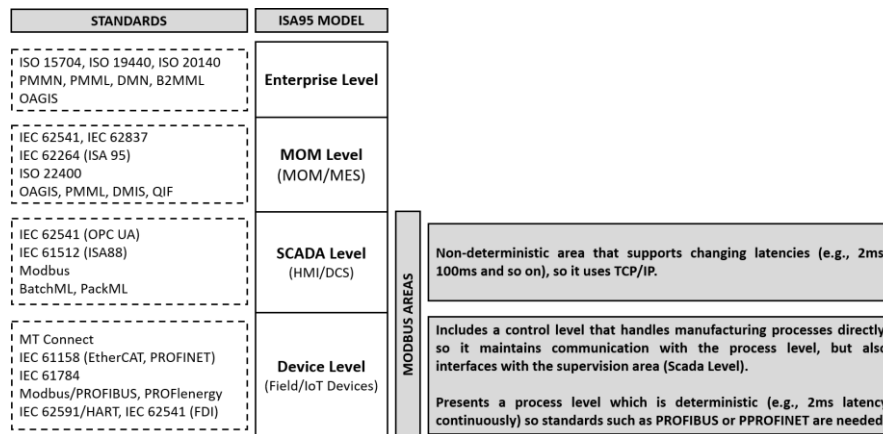 STANDARDS
ISA95 MODEL
ISO 15704, ISO 19440, ISO 20140
PMMN, PMML, DMN, B2MML
OAGIS
Enterprise Level
IEC 62541, IEC 62837
IEC 62264 (ISA 95)
ISO 22400
OAGIS, PMML, DMIS, QIF
MOM Level
(MOM/MES)
IEC 62541 (OPC UA)
IEC 61512 (ISA88)
Modbus
BatchML, PackML
SCADA Level
(HMI/DCS)
MT Connect
IEC 61158 (EtherCAT, PROFINET)
IEC 61784
Modbus/PROFIBUS, PROFIenergy
IEC 62591/HART, IEC 62541 (FDI)
Device Level
(Field/IoT Devices)
MODBUS AREAS
Non-deterministic area that supports changing latencies (e.g., 2ms
100ms and so on), so it uses TCP/IP.
Includes a control level that handles manufacturing processes directly
so it maintains communication with the process level, but also
interfaces with the supervision area (Scada Level).
Presents a process level which is deterministic (e.g., 2ms latency
continuously) so standards such as PROFIBUS or PPROFINET are needed